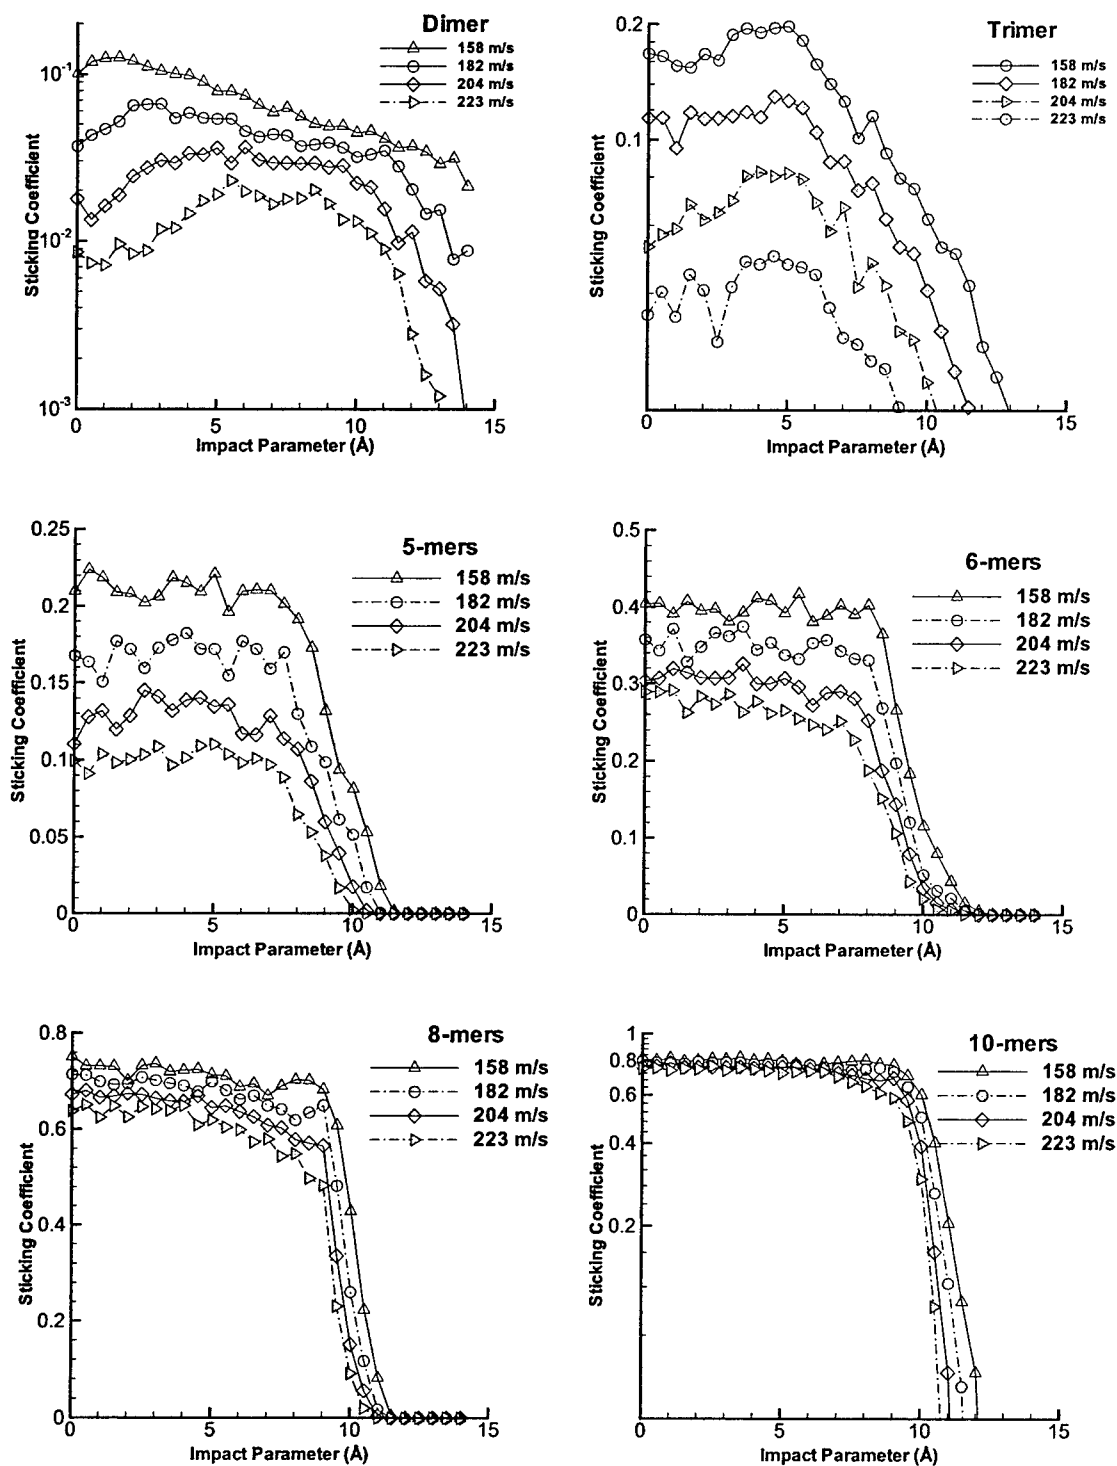 Dimer
158 m/s
182 m/s
204 m/s
223 m/s
10-1
10-2
10-3
0
5
10
15
Sticking Coefficient
Impact Parameter (Å)
Trimer
158 m/s
182 m/s
204 m/s
223 m/s
0.2
0.1
0
5
10
15
Sticking Coefficient
Impact Parameter (Å)
5-mers
158 m/s
182 m/s
204 m/s
223 m/s
0.25
0.2
0.15
0.1
0.05
0
0
5
10
15
Sticking Coefficient
Impact Parameter (Å)
6-mers
158 m/s
182 m/s
204 m/s
223 m/s
0.5
0.4
0.3
0.2
0.1
0
0
5
10
15
Sticking Coefficient
Impact Parameter (Å)
8-mers
158 m/s
182 m/s
204 m/s
223 m/s
0.8
0.6
0.4
0.2
0
0
5
10
15
Sticking Coefficient
Impact Parameter (Å)
10-mers
158 m/s
182 m/s
204 m/s
223 m/s
1
0.8
0.6
0.4
0.2
0
5
10
15
Sticking Coefficient
Impact Parameter (Å)